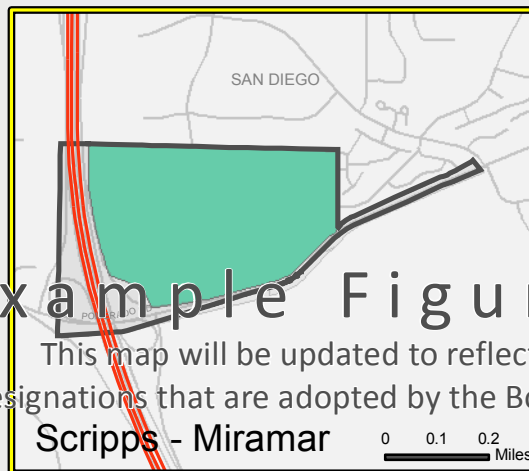 SAN DIEGO
xample Figur
This map will be updated to reflect
esignations that are adopted by the Bo
Scripps - Miramar
0 0.1 0.2
Miles